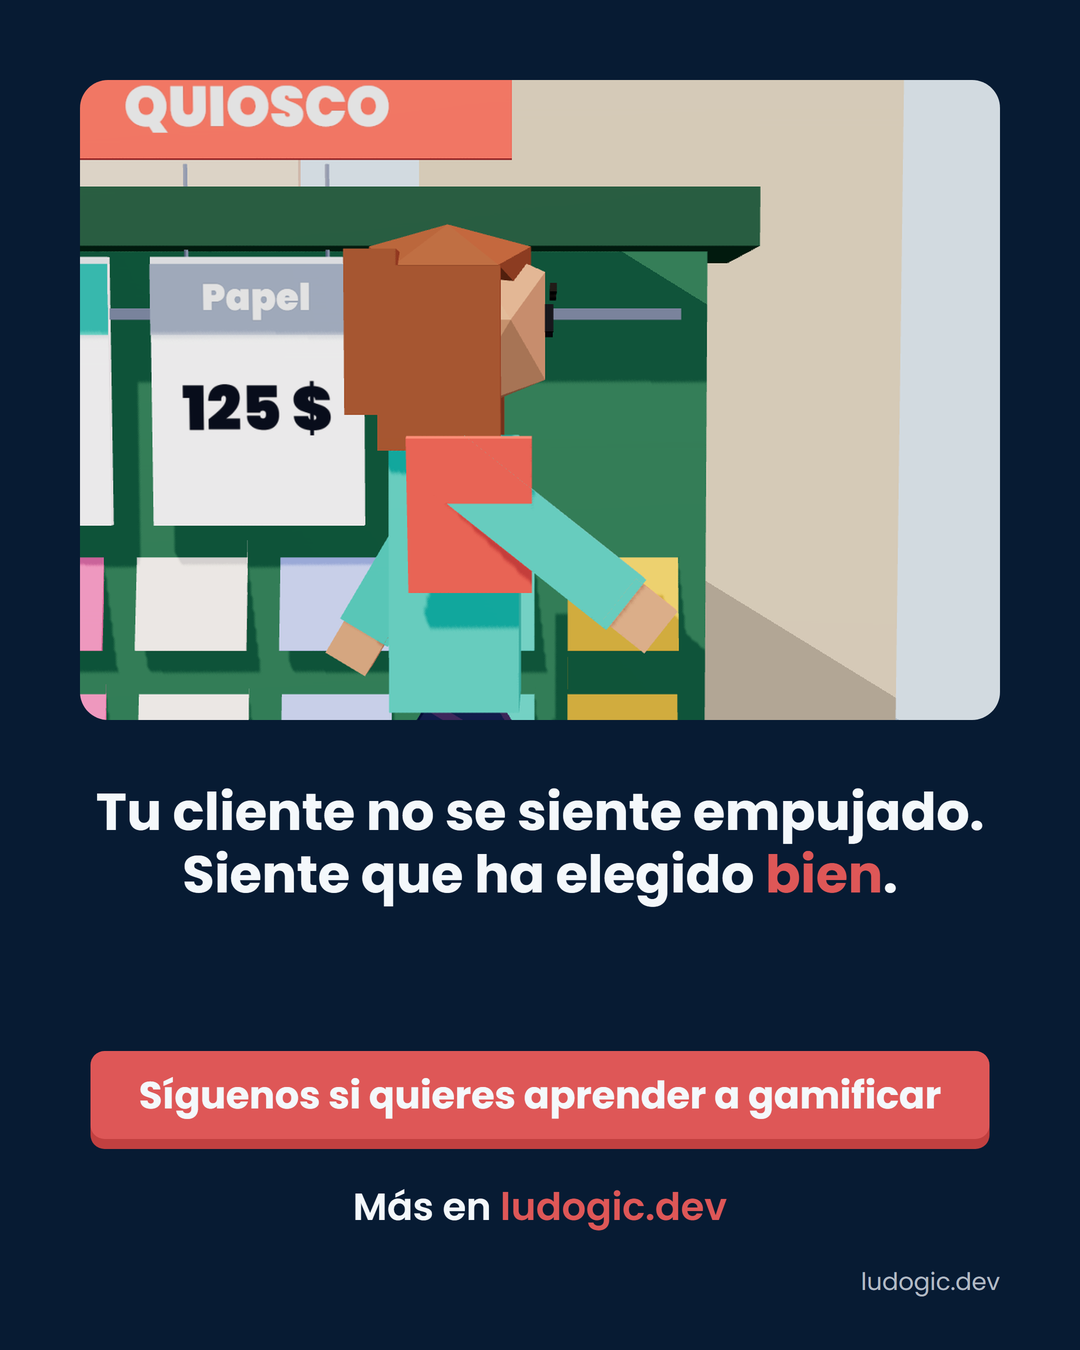 QUIOSCO
Papel
125 $
Tu cliente no se siente empujado.
Siente que ha elegido bien.
Síguenos si quieres aprender a gamificar
Más en ludogic.dev
ludogic.dev